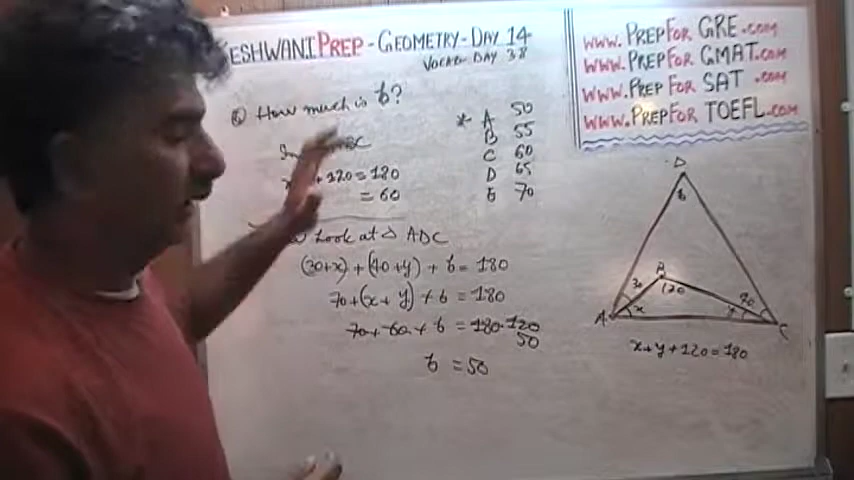 ESHWANI PREP - GEOMETRY - DAY 14
VOCAB DAY 38
www. PREPFOR GRE.com
www. PREPFOR GMAT.com
www. PREP FOR SAT .com
www. PREPFOR TOEFL.com
How much is b?
* A 50
B 55
C 60
D 65
E 70
+ 120 = 180
= 60
Look at △ ADC
(30+x) + (40+y) + b = 180
70+(x + y) + b = 180
70+60+ b = 180-120
50
b = 50
D
b
B
30
120
40
A
x
y
C
x+y+120=180